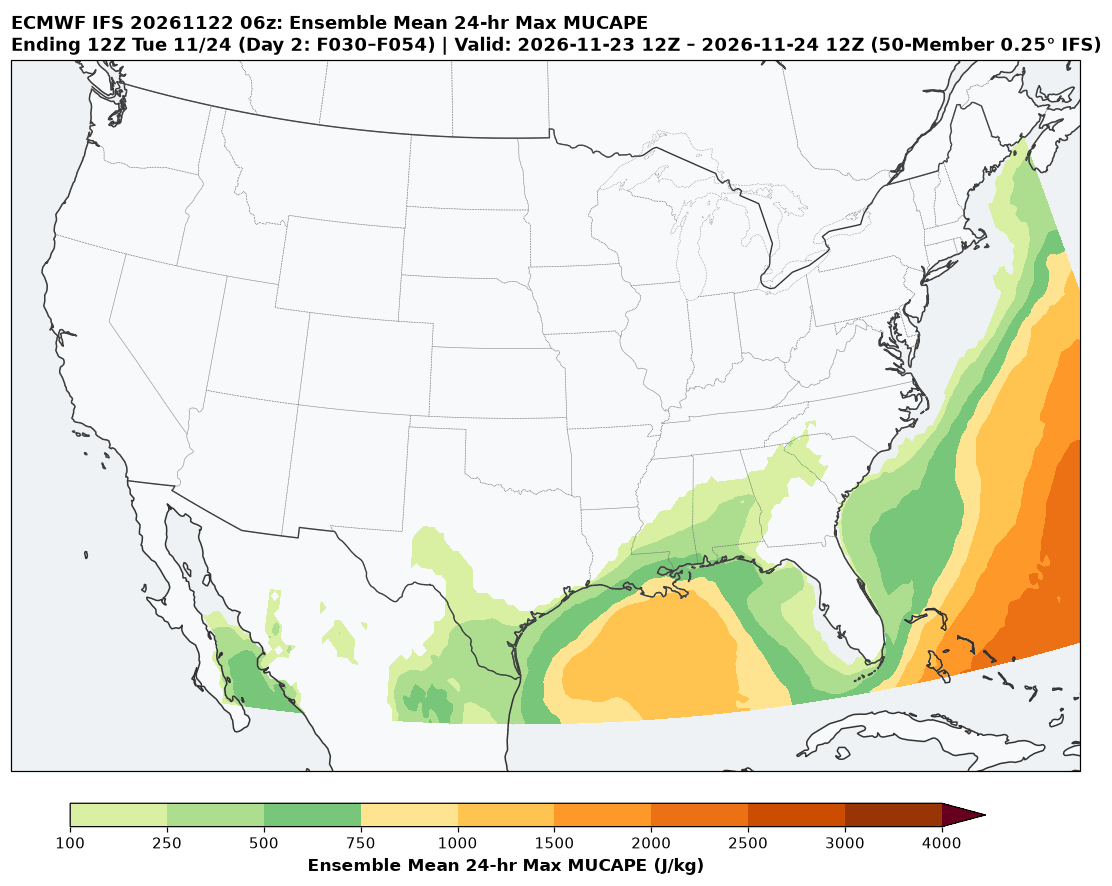 ECMWF IFS 20261122 06z: Ensemble Mean 24-hr Max MUCAPE
Ending 12Z Tue 11/24 (Day 2: F030–F054) | Valid: 2026-11-23 12Z – 2026-11-24 12Z (50-Member 0.25° IFS)
100 250 500 750 1000 1500 2000 2500 3000 4000
Ensemble Mean 24-hr Max MUCAPE (J/kg)